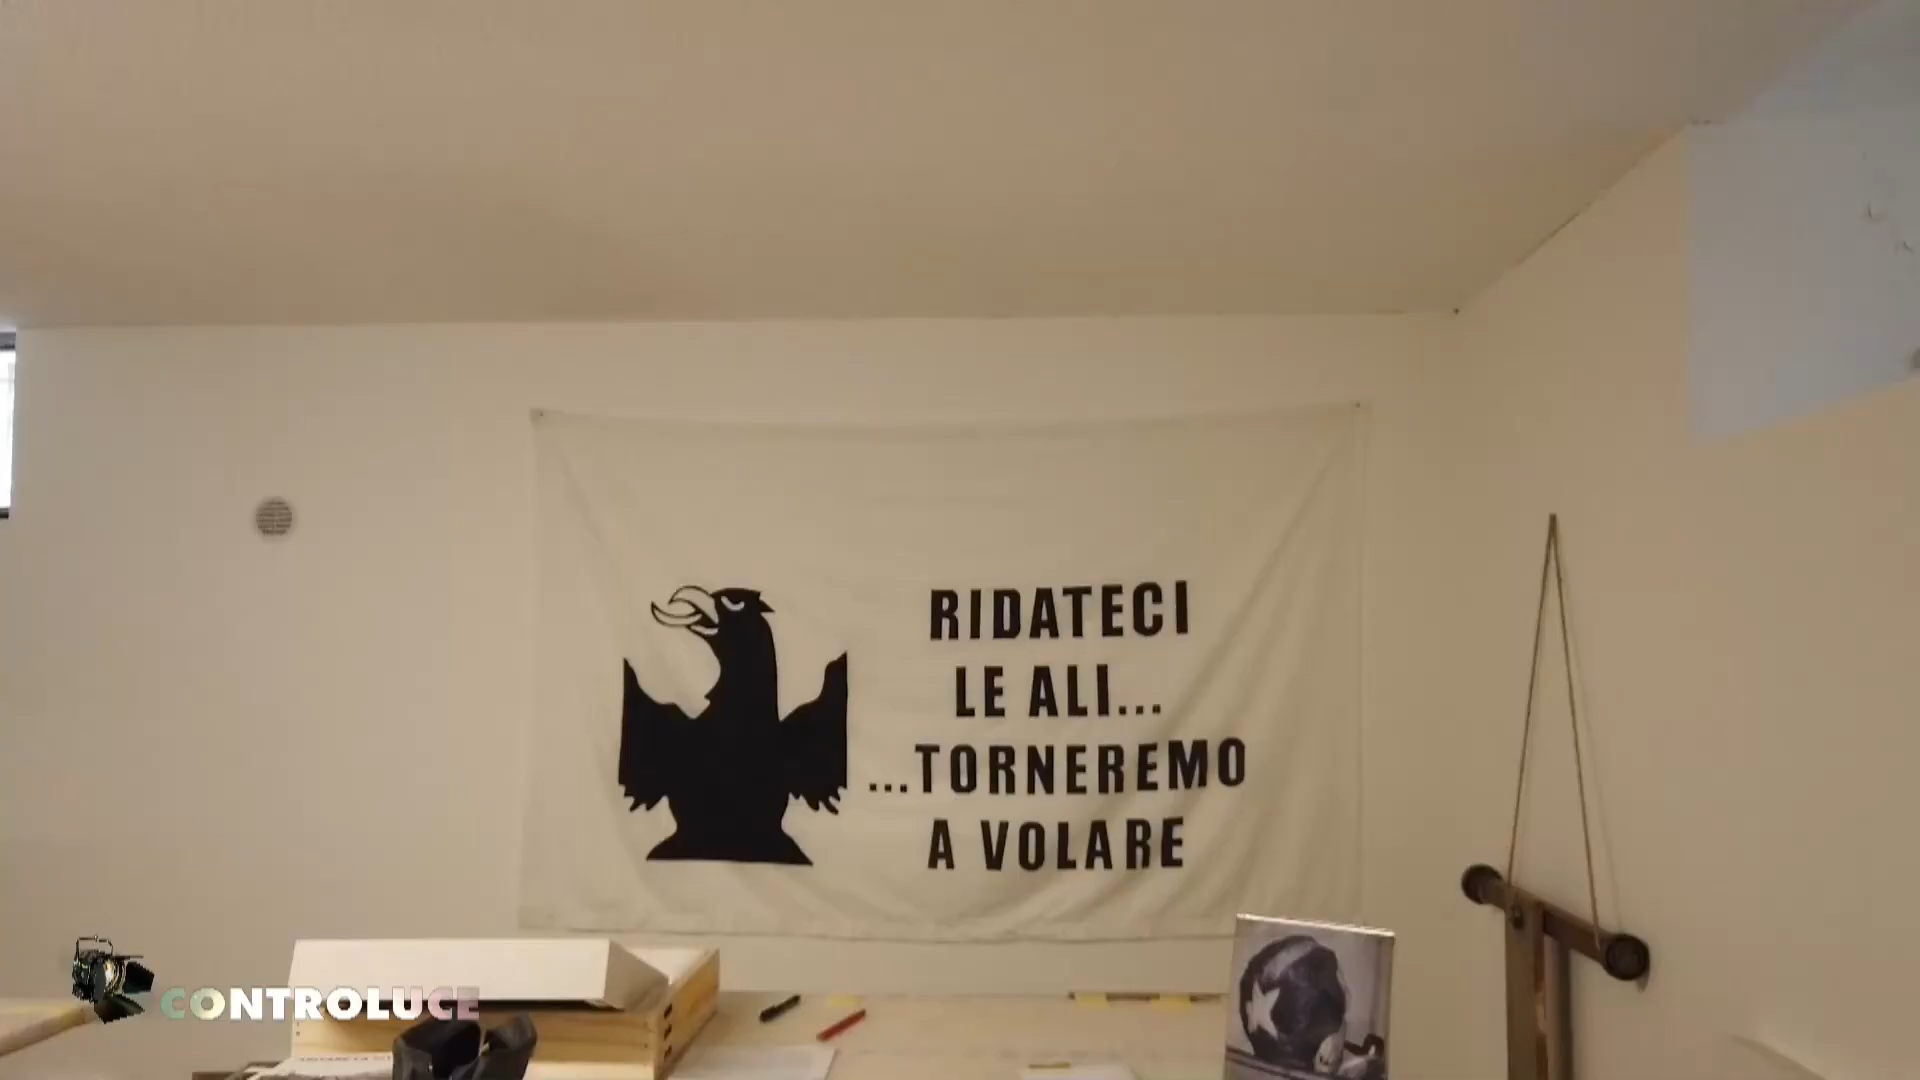 RIDATECI
LE ALI...
...TORNEREMO
A VOLARE
CONTROLUCE